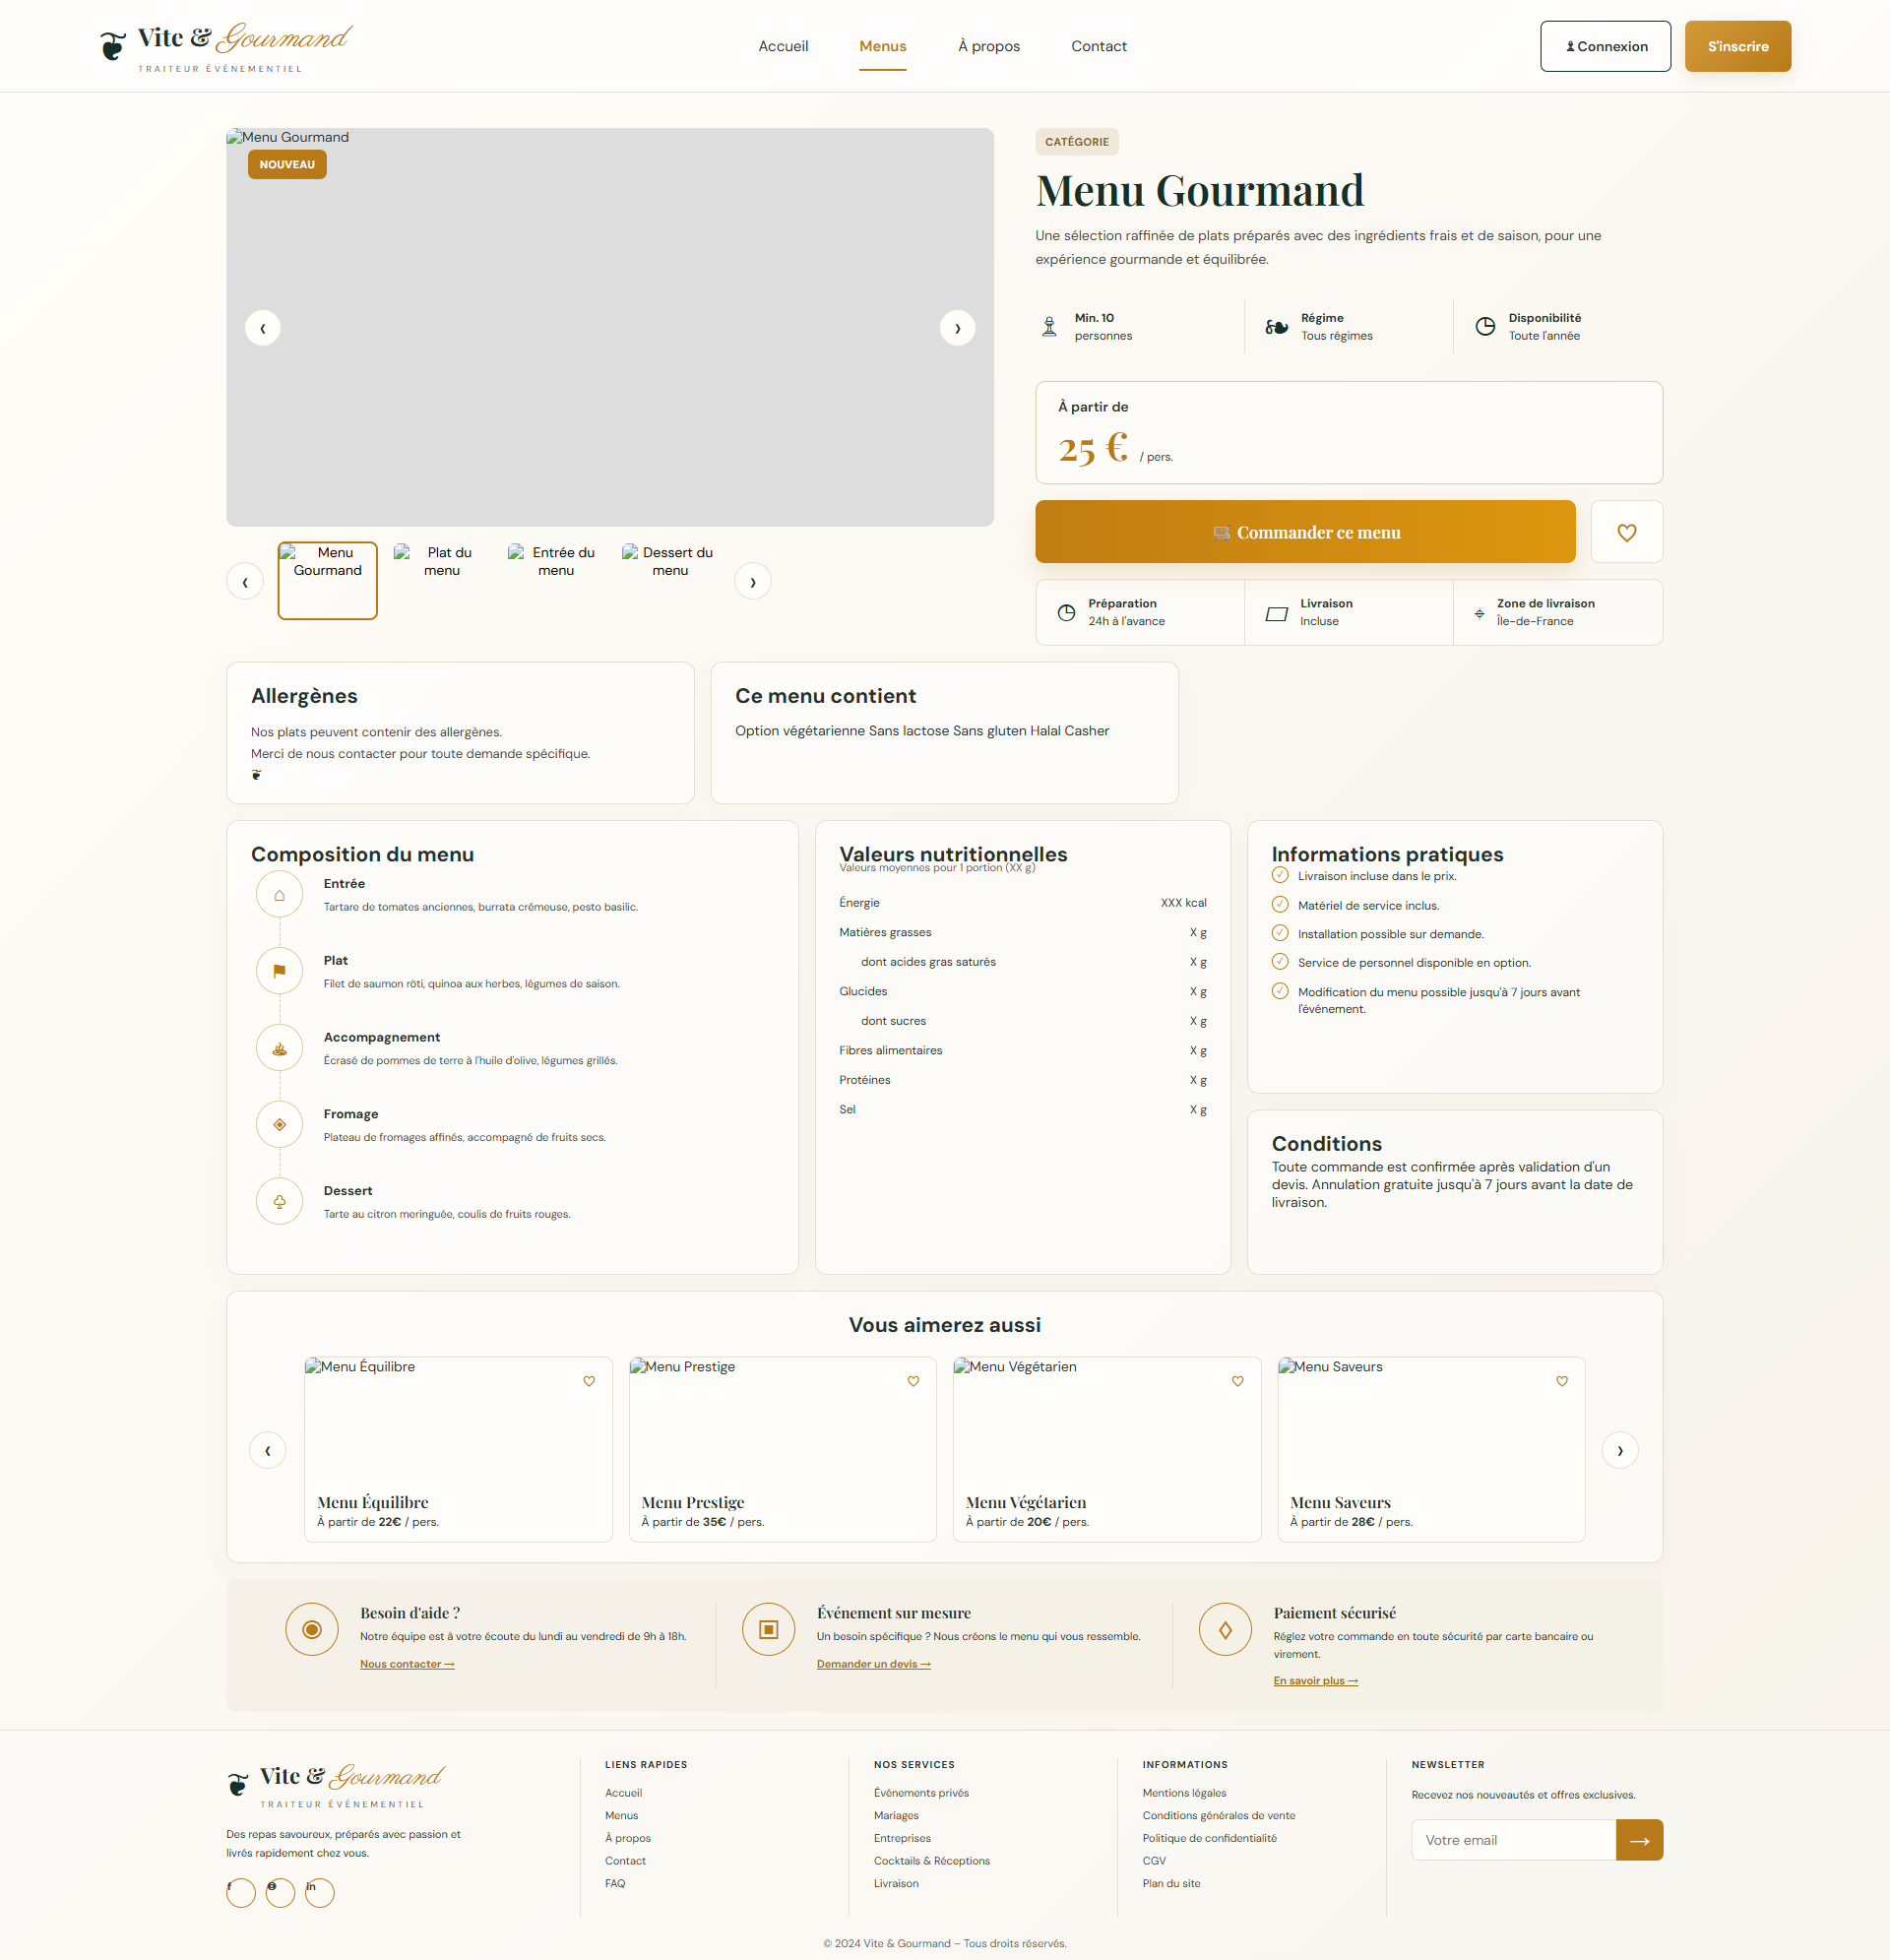 Vite & Gourmand
TRAITEUR ÉVÉNEMENTIEL
Accueil
Menus
À propos
Contact
Connexion
S'inscrire
Menu Gourmand
NOUVEAU
Menu
Gourmand
Plat du
menu
Entrée du
menu
Dessert du
menu
CATÉGORIE
Menu Gourmand
Une sélection raffinée de plats préparés avec des ingrédients frais et de saison, pour une
expérience gourmande et équilibrée.
Min. 10
personnes
Régime
Tous régimes
Disponibilité
Toute l'année
À partir de
25 € / pers.
Commander ce menu
Préparation
24h à l'avance
Livraison
Incluse
Zone de livraison
Île-de-France
Allergènes
Nos plats peuvent contenir des allergènes.
Merci de nous contacter pour toute demande spécifique.
Ce menu contient
Option végétarienne Sans lactose Sans gluten Halal Casher
Composition du menu
Entrée
Tartare de tomates anciennes, burrata crémeuse, pesto basilic.
Plat
Filet de saumon rôti, quinoa aux herbes, légumes de saison.
Accompagnement
Écrasé de pommes de terre à l'huile d'olive, légumes grillés.
Fromage
Plateau de fromages affinés, accompagné de fruits secs.
Dessert
Tarte au citron meringuée, coulis de fruits rouges.
Valeurs nutritionnelles
Valeurs moyennes pour 1 portion (XX g)
Énergie XXX kcal
Matières grasses X g
dont acides gras saturés X g
Glucides X g
dont sucres X g
Fibres alimentaires X g
Protéines X g
Sel X g
Informations pratiques
Livraison incluse dans le prix.
Matériel de service inclus.
Installation possible sur demande.
Service de personnel disponible en option.
Modification du menu possible jusqu'à 7 jours avant
l'événement.
Conditions
Toute commande est confirmée après validation d'un
devis. Annulation gratuite jusqu'à 7 jours avant la date de
livraison.
Vous aimerez aussi
Menu Équilibre
Menu Équilibre
À partir de 22€ / pers.
Menu Prestige
Menu Prestige
À partir de 35€ / pers.
Menu Végétarien
Menu Végétarien
À partir de 20€ / pers.
Menu Saveurs
Menu Saveurs
À partir de 28€ / pers.
Besoin d'aide ?
Notre équipe est à votre écoute du lundi au vendredi de 9h à 18h.
Nous contacter →
Événement sur mesure
Un besoin spécifique ? Nous créons le menu qui vous ressemble.
Demander un devis →
Paiement sécurisé
Réglez votre commande en toute sécurité par carte bancaire ou
virement.
En savoir plus →
Vite & Gourmand
TRAITEUR ÉVÉNEMENTIEL
Des repas savoureux, préparés avec passion et
livrés rapidement chez vous.
f
in
LIENS RAPIDES
Accueil
Menus
À propos
Contact
FAQ
NOS SERVICES
Événements privés
Mariages
Entreprises
Cocktails & Réceptions
Livraison
INFORMATIONS
Mentions légales
Conditions générales de vente
Politique de confidentialité
CGV
Plan du site
NEWSLETTER
Recevez nos nouveautés et offres exclusives.
Votre email
→
© 2024 Vite & Gourmand – Tous droits réservés.